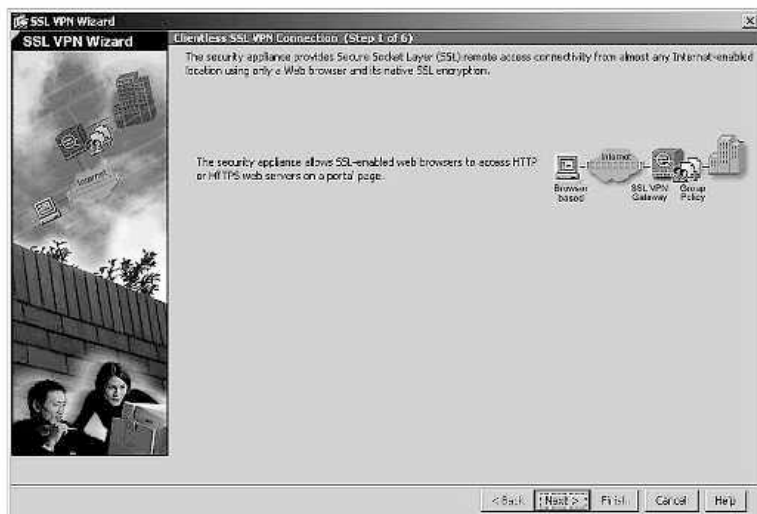 SSL VPN Wizard
SSL VPN Wizard
Clientless SSL VPN Connection (Step 1 of 6)
The security appliance provides Secure Socket Layer (SSL) remote access connectivity from almost any Internet-enabled
location using only a Web browser and its native SSL encryption.
Internet
The security appliance allows SSL-enabled web browsers to access HTTP
or HTTPS web servers on a portal page.
Internet
Browser
based
SSL VPN
Gateway
Group
Policy
< Back
Next >
Finish
Cancel
Help